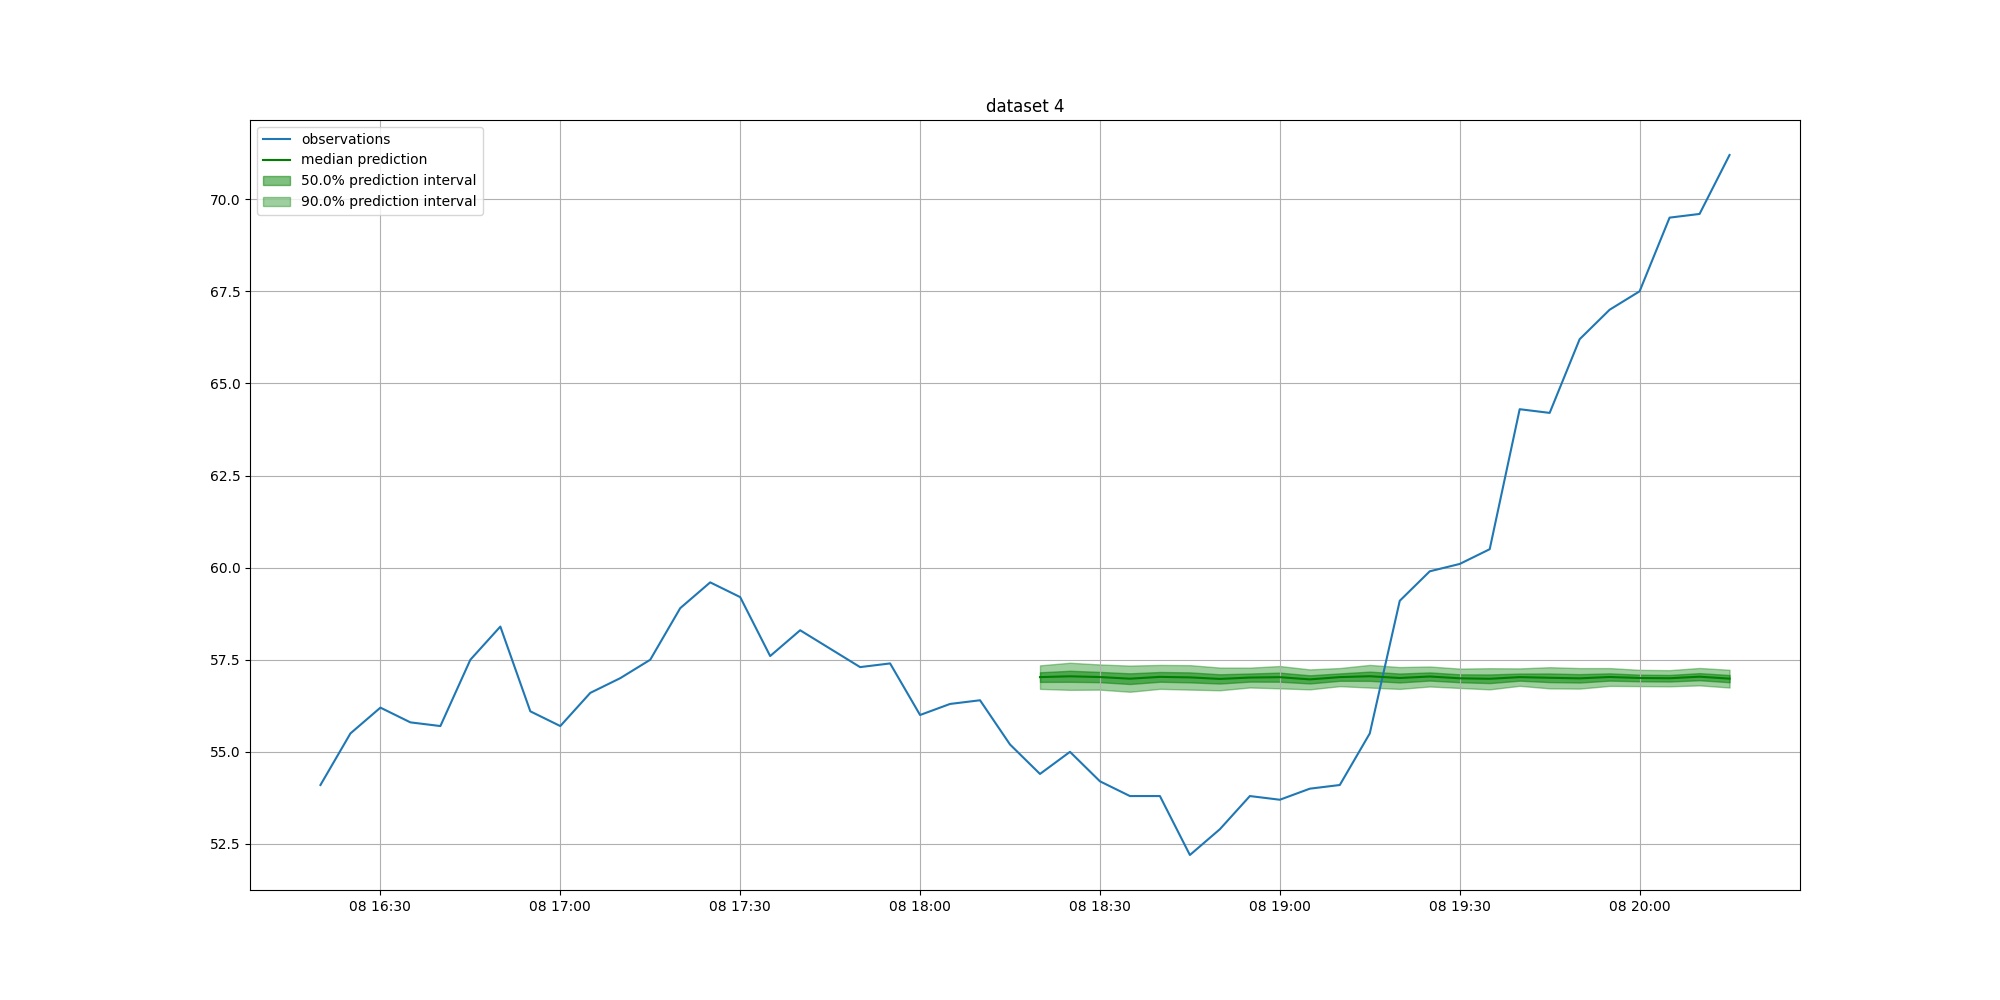 dataset 4
observations
median prediction
50.0% prediction interval
90.0% prediction interval
70.0
67.5
65.0
62.5
60.0
57.5
55.0
52.5
08 16:30 08 17:00 08 17:30 08 18:00 08 18:30 08 19:00 08 19:30 08 20:00